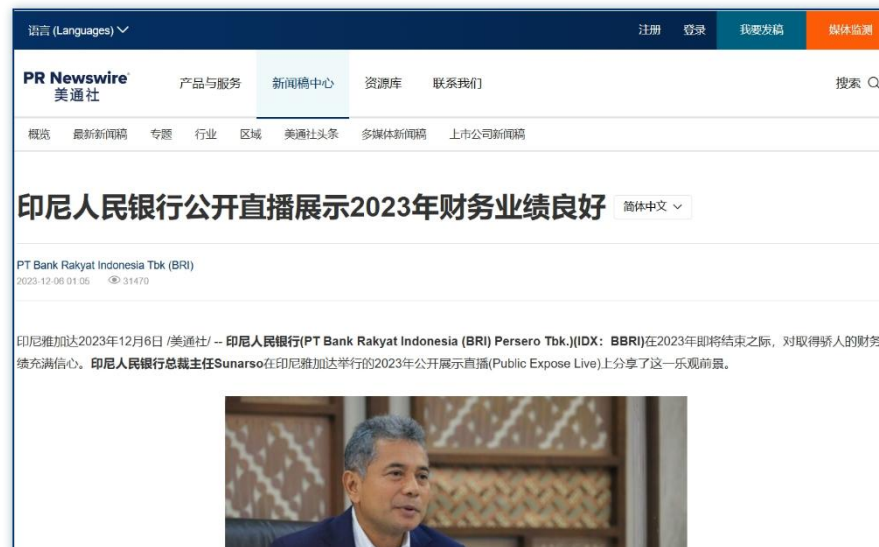 语言 (Languages)
注册 登录 我要发稿 媒体监测
PR Newswire®
美通社
产品与服务 新闻稿中心 资源库 联系我们 搜索
概览 最新新闻稿 专题 行业 区域 美通社头条 多媒体新闻稿 上市公司新闻稿
印尼人民银行公开直播展示2023年财务业绩良好 简体中文
PT Bank Rakyat Indonesia Tbk (BRI)
2023-12-06 01:05 31470
印尼雅加达2023年12月6日 /美通社/ -- 印尼人民银行(PT Bank Rakyat Indonesia (BRI) Persero Tbk.)(IDX：BBRI)在2023年即将结束之际，对取得骄人的财务
绩充满信心。印尼人民银行总裁主任Sunarso在印尼雅加达举行的2023年公开展示直播(Public Expose Live)上分享了这一乐观前景。